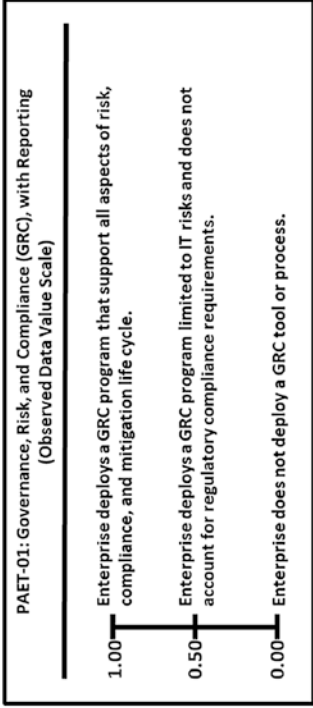 PAET-01: Governance, Risk, and Compliance (GRC), with Reporting
(Observed Data Value Scale)
1.00 Enterprise deploys a GRC program that support all aspects of risk,
compliance, and mitigation life cycle.
0.50 Enterprise deploys a GRC program limited to IT risks and does not
account for regulatory compliance requirements.
0.00 Enterprise does not deploy a GRC tool or process.